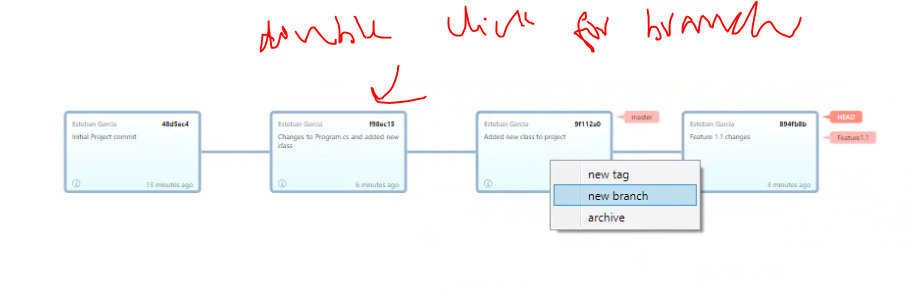 double click for branch
Esteban Garcia 48d5ec4
Initial Project commit
13 minutes ago
Esteban Garcia f98ec15
Changes to Program.cs and added new
class
6 minutes ago
Esteban Garcia 9f112a0
Added new class to project
master
Esteban Garcia 894fb8b
Feature 1.1 changes
3 minutes ago
HEAD
Feature1.1
new tag
new branch
archive